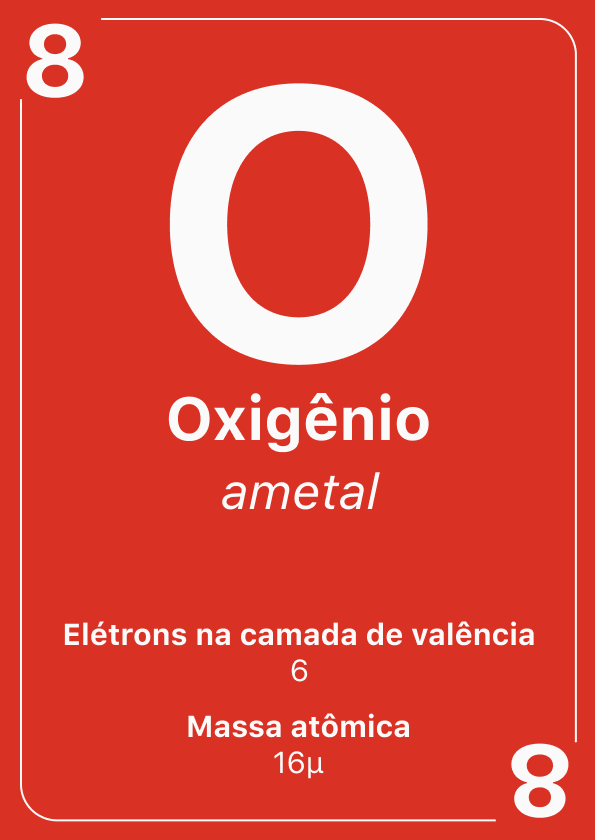 8
O
Oxigênio
ametal
Elétrons na camada de valência
6
Massa atômica
16μ
8